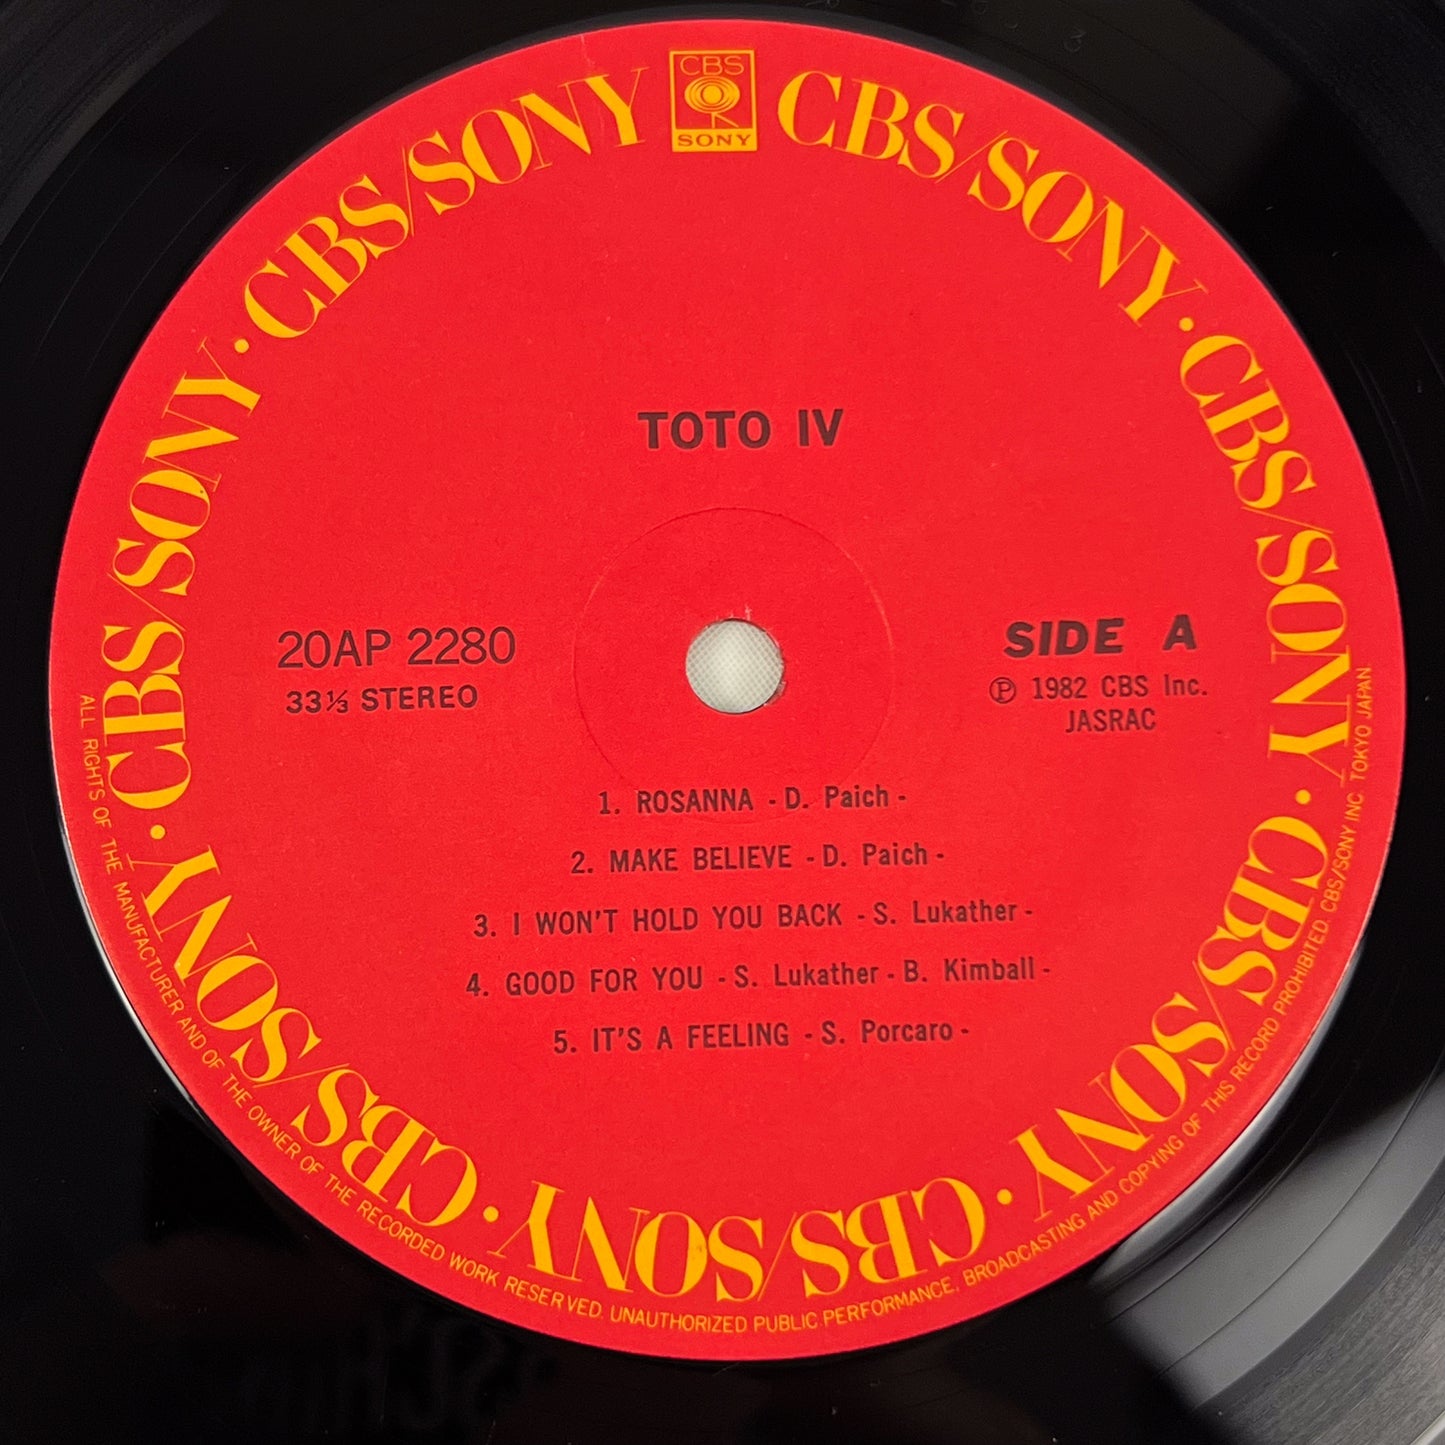 CBS
SONY
CBS/SONY · CBS/SONY · CBS/SONY · CBS/SONY · CBS/SONY · CBS/SONY · CBS/SONY · CBS/SONY · CBS/SONY
TOTO IV
20AP 2280
33⅓ STEREO
SIDE A
Ⓟ 1982 CBS Inc.
JASRAC
1. ROSANNA - D. Paich -
2. MAKE BELIEVE - D. Paich -
3. I WON'T HOLD YOU BACK - S. Lukather -
4. GOOD FOR YOU - S. Lukather - B. Kimball -
5. IT'S A FEELING - S. Porcaro -
ALL RIGHTS OF THE MANUFACTURER AND OF THE OWNER OF THE RECORDED WORK RESERVED. UNAUTHORIZED PUBLIC PERFORMANCE, BROADCASTING AND COPYING OF THIS RECORD PROHIBITED. CBS/SONY INC. TOKYO JAPAN